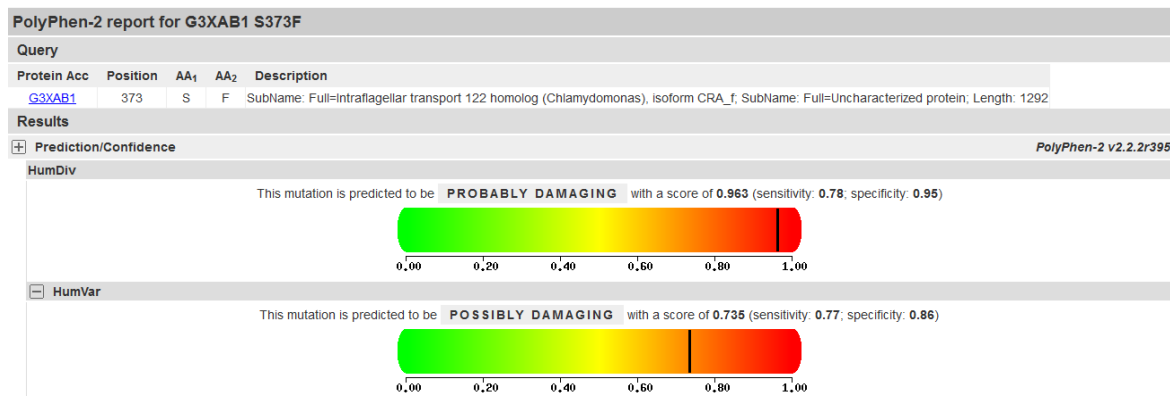 PolyPhen-2 report for G3XAB1 S373F
Query
Protein Acc Position AA₁ AA₂ Description
G3XAB1 373 S F SubName: Full=Intraflagellar transport 122 homolog (Chlamydomonas), isoform CRA_f; SubName: Full=Uncharacterized protein; Length: 1292
Results
+ Prediction/Confidence PolyPhen-2 v2.2.2r395
HumDiv
This mutation is predicted to be PROBABLY DAMAGING with a score of 0.963 (sensitivity: 0.78; specificity: 0.95)
0.00 0.20 0.40 0.60 0.80 1.00
− HumVar
This mutation is predicted to be POSSIBLY DAMAGING with a score of 0.735 (sensitivity: 0.77; specificity: 0.86)
0.00 0.20 0.40 0.60 0.80 1.00